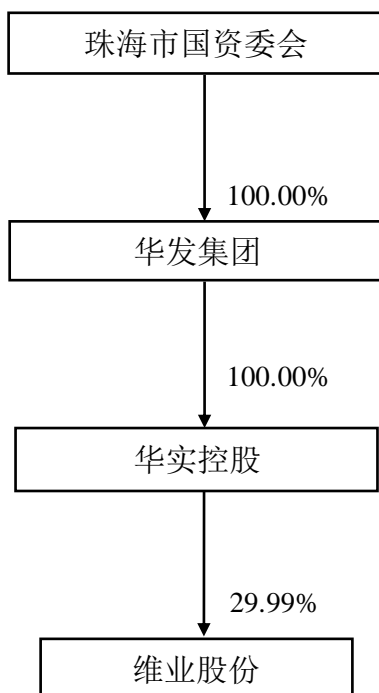 珠海市国资委会
100.00%
华发集团
100.00%
华实控股
29.99%
维业股份